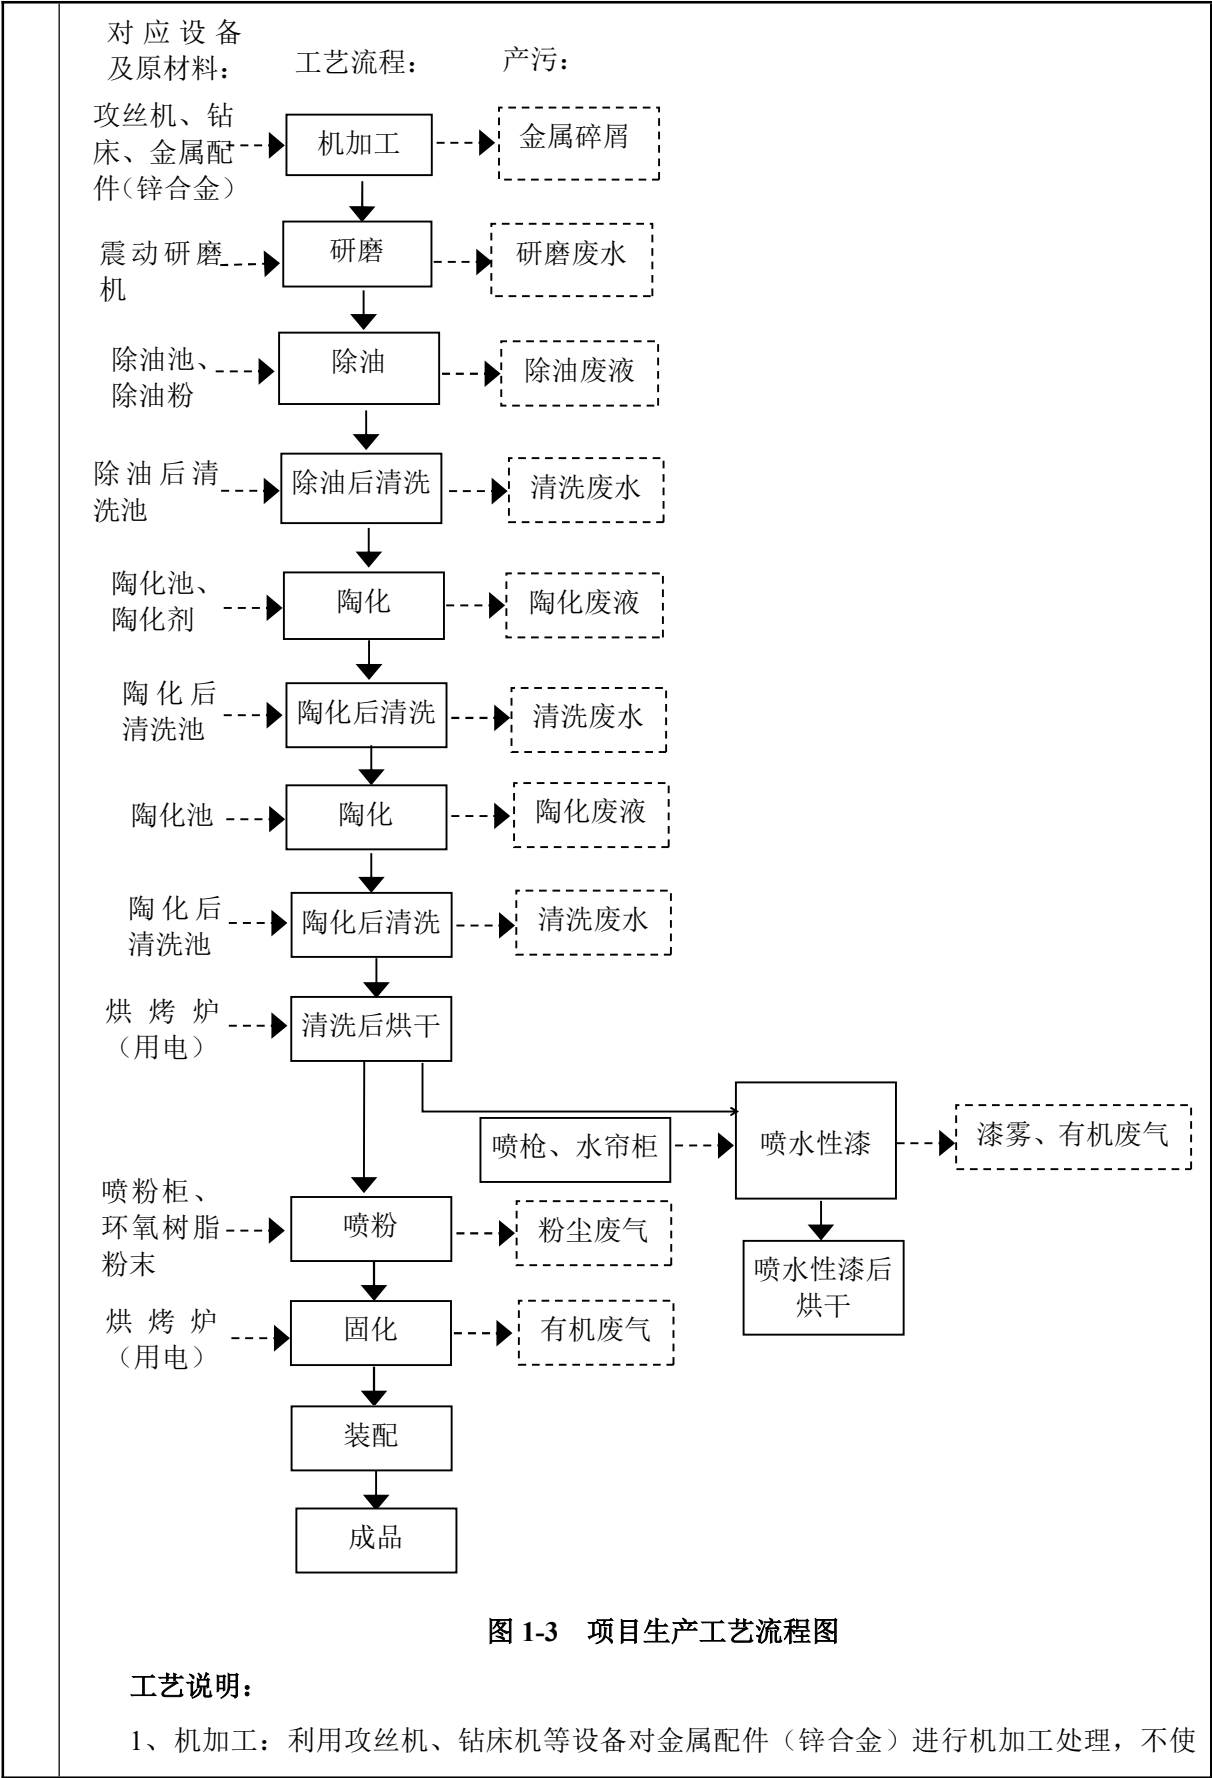 对应设备
及原材料：
工艺流程：
产污：
攻丝机、钻
床、金属配
件（锌合金）
机加工
金属碎屑
震动研磨
机
研磨
研磨废水
除油池、
除油粉
除油
除油废液
除油后清
洗池
除油后清洗
清洗废水
陶化池、
陶化剂
陶化
陶化废液
陶化后
清洗池
陶化后清洗
清洗废水
陶化池
陶化
陶化废液
陶化后
清洗池
陶化后清洗
清洗废水
烘烤炉
（用电）
清洗后烘干
喷枪、水帘柜
喷水性漆
漆雾、有机废气
喷水性漆后
烘干
喷粉柜、
环氧树脂
粉末
喷粉
粉尘废气
烘烤炉
（用电）
固化
有机废气
装配
成品
图 1-3 项目生产工艺流程图
工艺说明：
1、机加工：利用攻丝机、钻床机等设备对金属配件（锌合金）进行机加工处理，不使